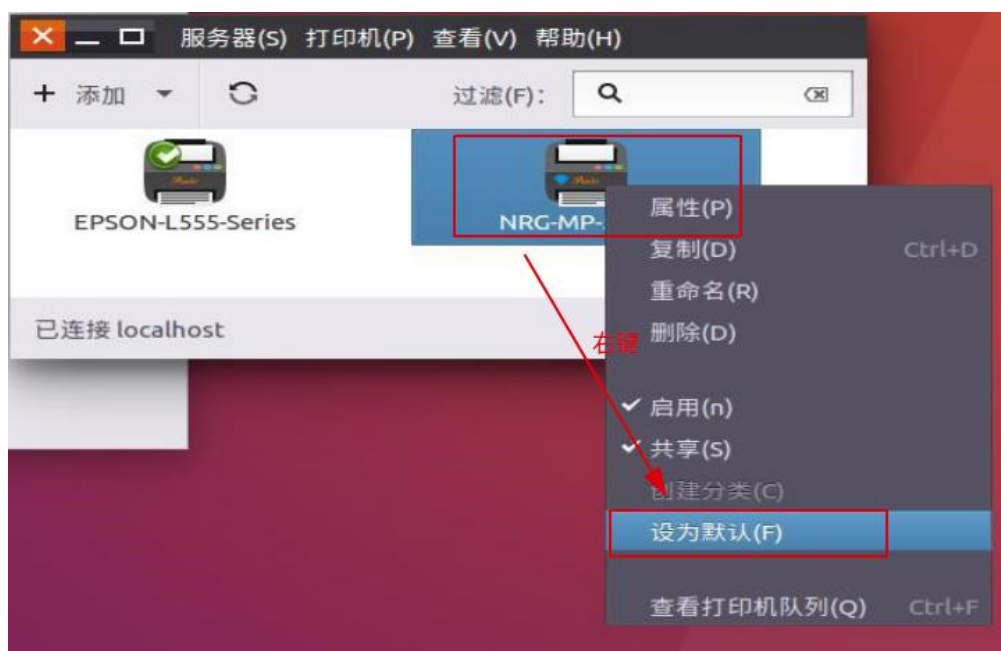 服务器(S) 打印机(P) 查看(V) 帮助(H)
添加 过滤(F):
EPSON-L555-Series
NRG-MP-
属性(P)
复制(D) Ctrl+D
重命名(R)
已连接 localhost
右键
删除(D)
启用(n)
共享(S)
创建分类(C)
设为默认(F)
查看打印机队列(Q) Ctrl+F